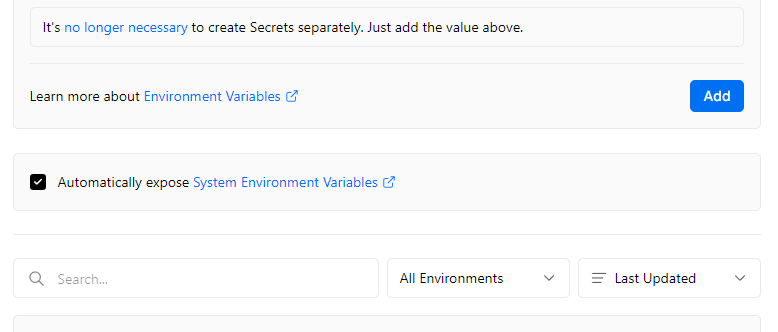 It's no longer necessary to create Secrets separately. Just add the value above.
Learn more about Environment Variables
Add
Automatically expose System Environment Variables
Search...
All Environments
Last Updated